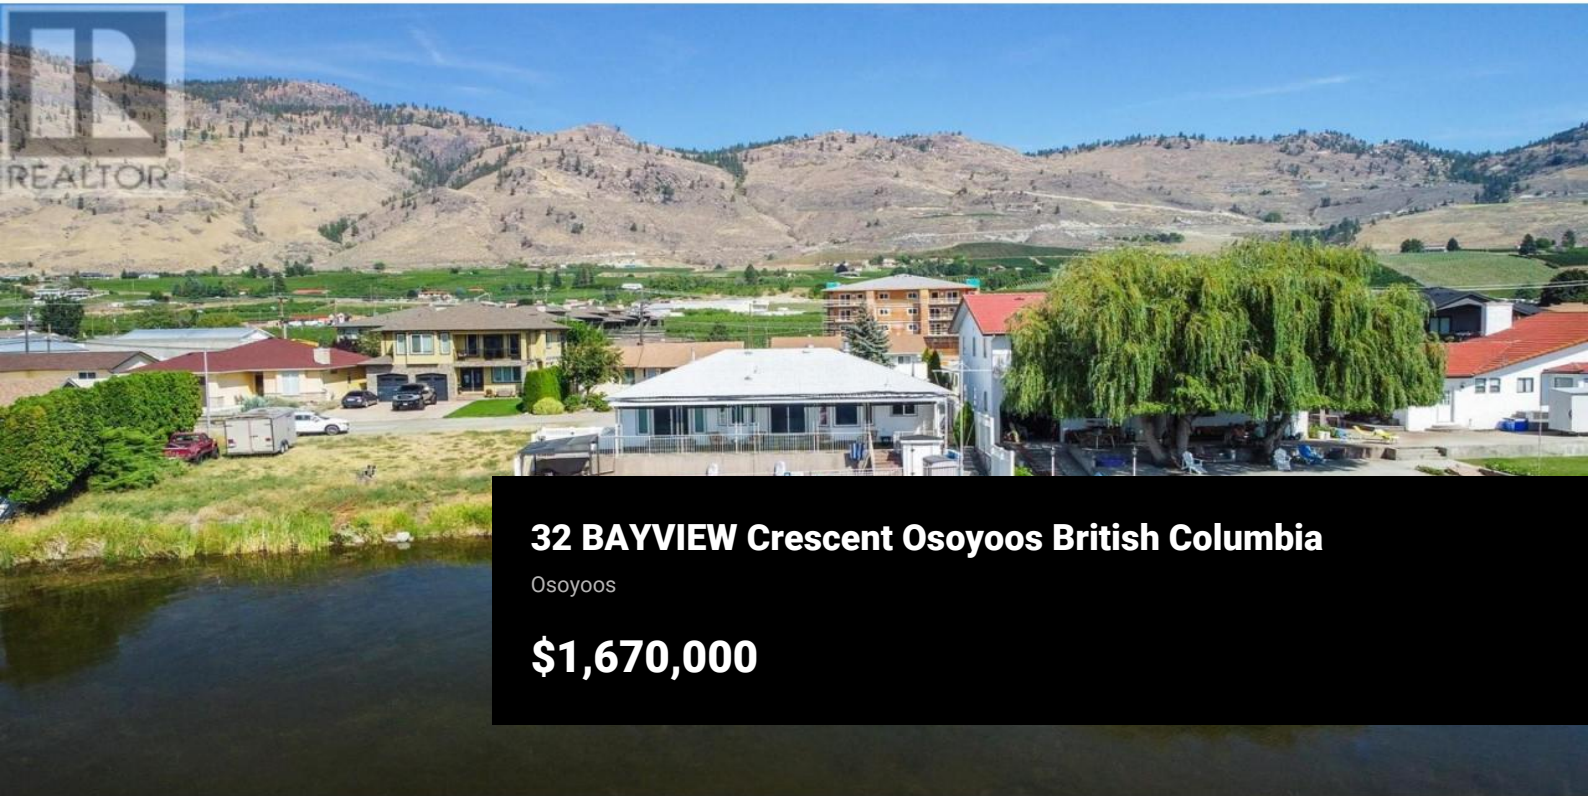 REALTOR®
32 BAYVIEW Crescent Osoyoos British Columbia
Osoyoos
$1,670,000